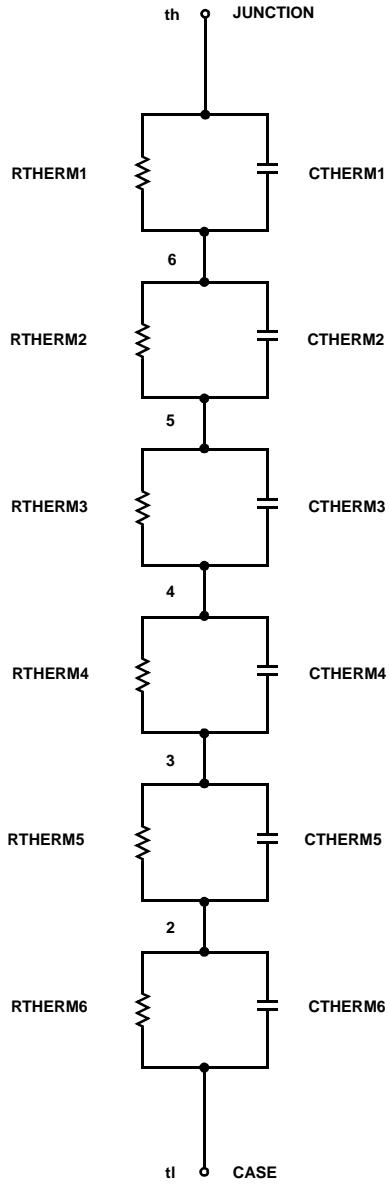 th JUNCTION
RTHERM1 CTHERM1
6
RTHERM2 CTHERM2
5
RTHERM3 CTHERM3
4
RTHERM4 CTHERM4
3
RTHERM5 CTHERM5
2
RTHERM6 CTHERM6
tl CASE